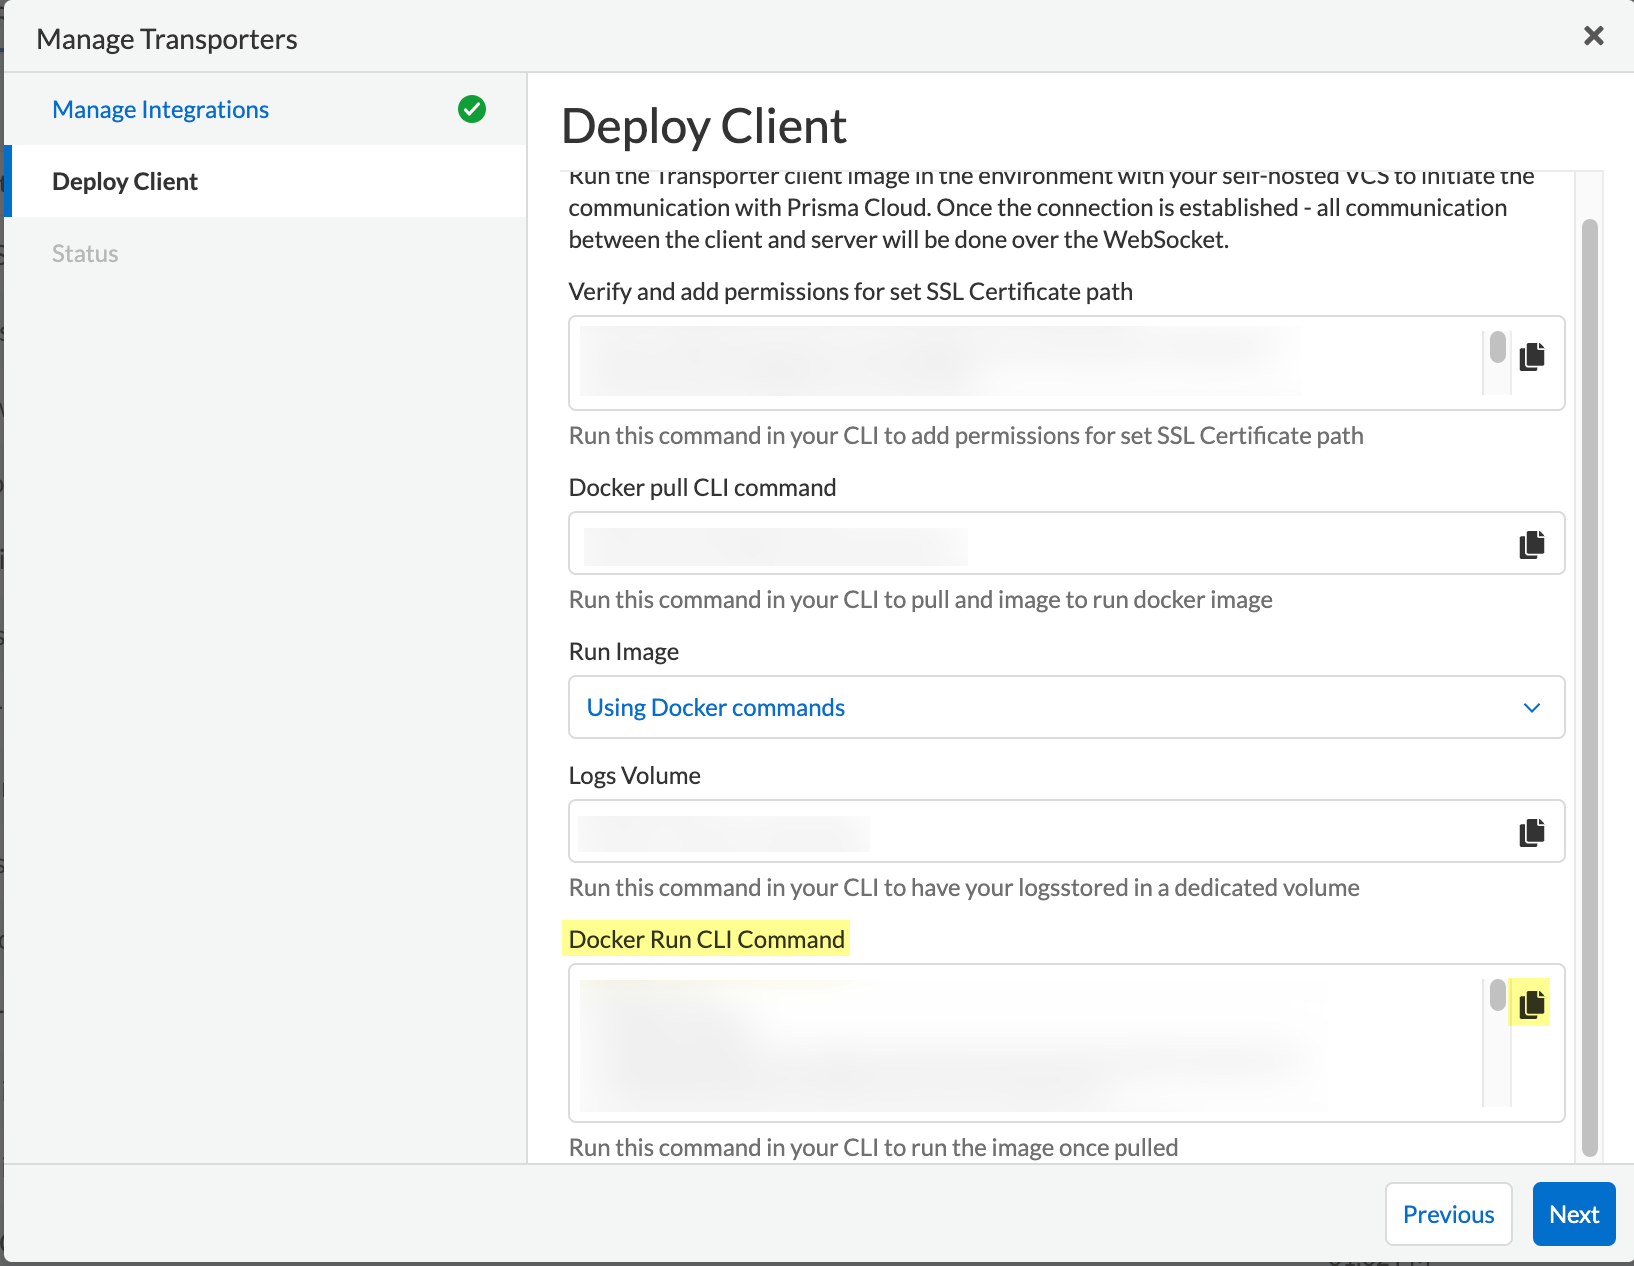 Manage Transporters
Manage Integrations
Deploy Client
Status
Deploy Client
Run the Transporter client image in the environment with your self-hosted VCS to initiate the
communication with Prisma Cloud. Once the connection is established - all communication
between the client and server will be done over the WebSocket.
Verify and add permissions for set SSL Certificate path
Run this command in your CLI to add permissions for set SSL Certificate path
Docker pull CLI command
Run this command in your CLI to pull and image to run docker image
Run Image
Using Docker commands
Logs Volume
Run this command in your CLI to have your logsstored in a dedicated volume
Docker Run CLI Command
Run this command in your CLI to run the image once pulled
Previous
Next